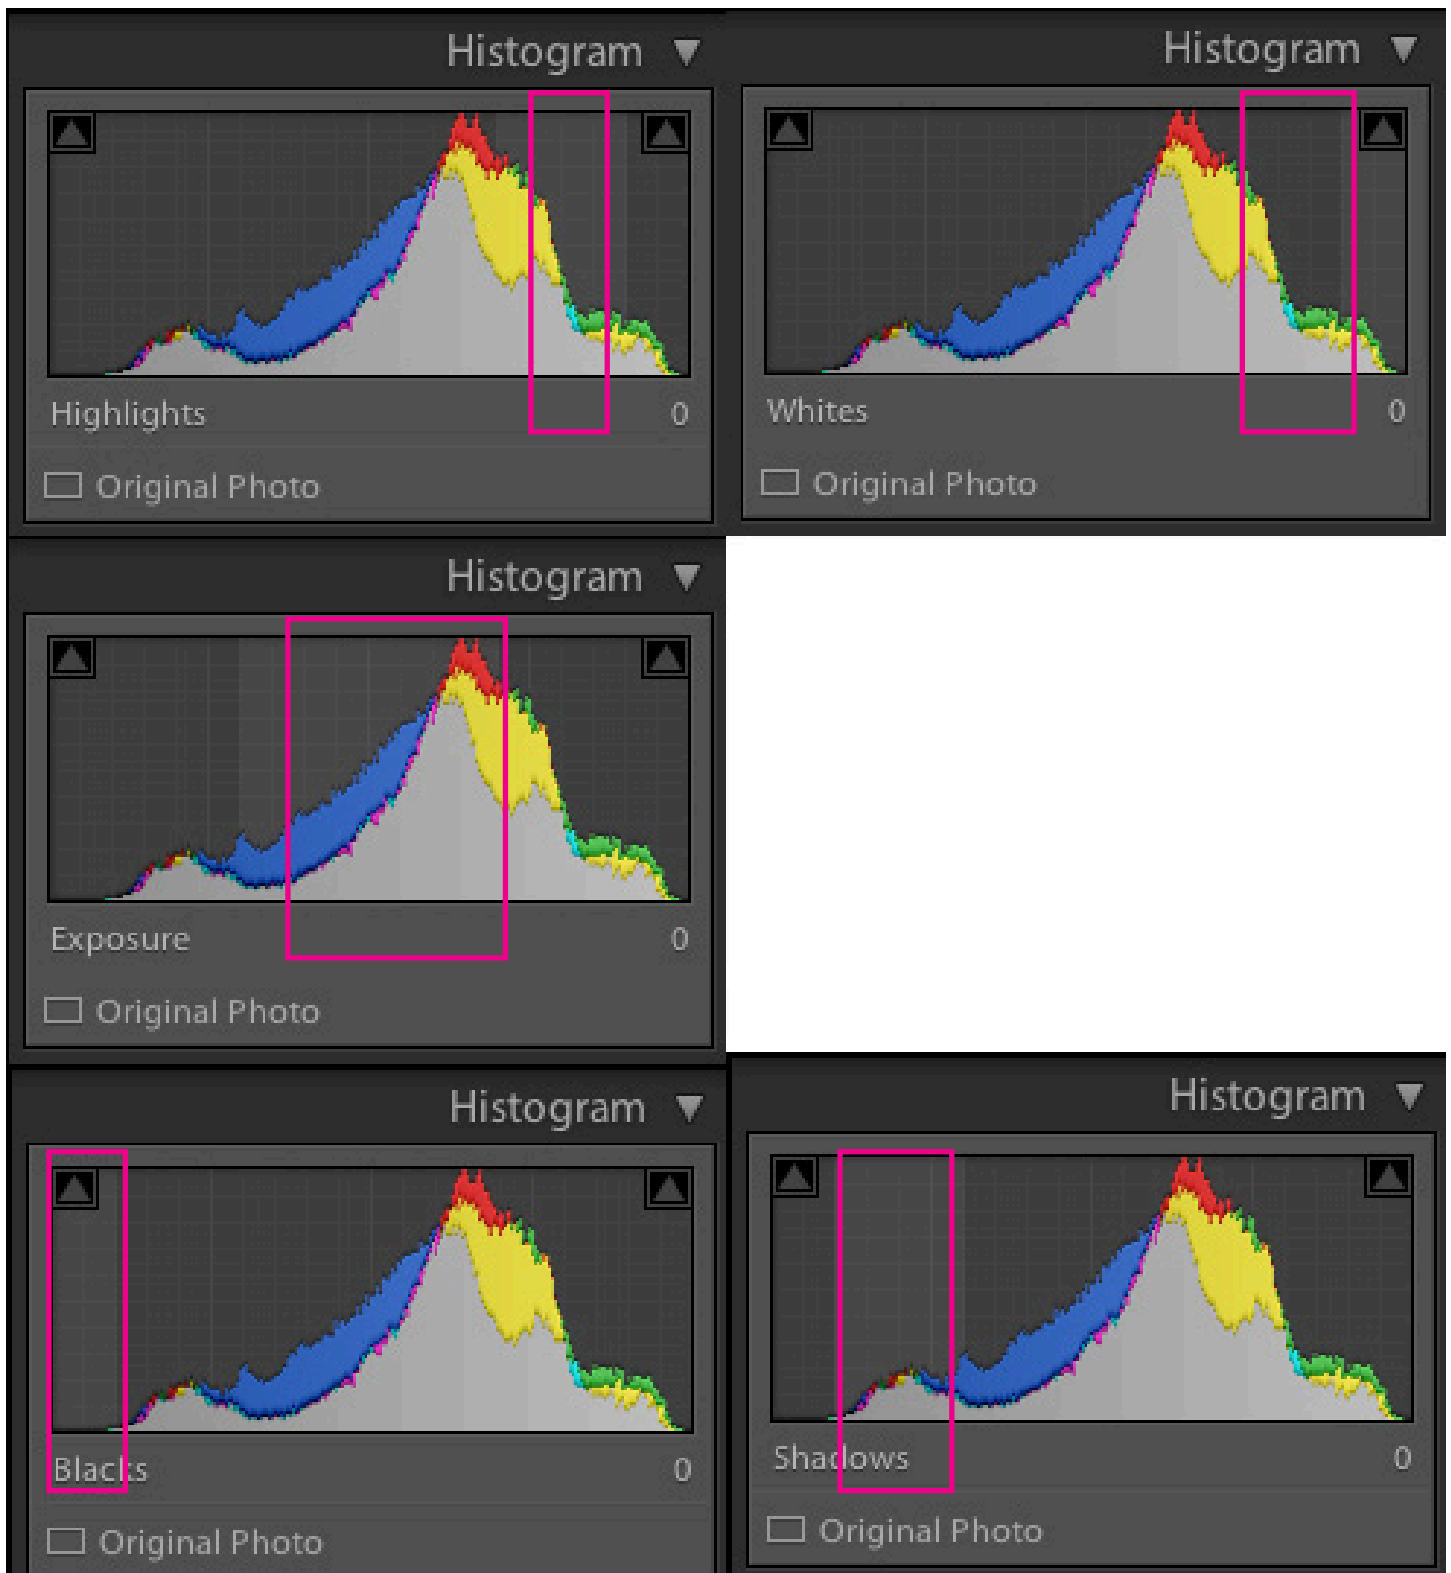 Histogram
Highlights 0
Original Photo
Histogram
Whites 0
Original Photo
Histogram
Exposure 0
Original Photo
Histogram
Blacks 0
Original Photo
Histogram
Shadows 0
Original Photo